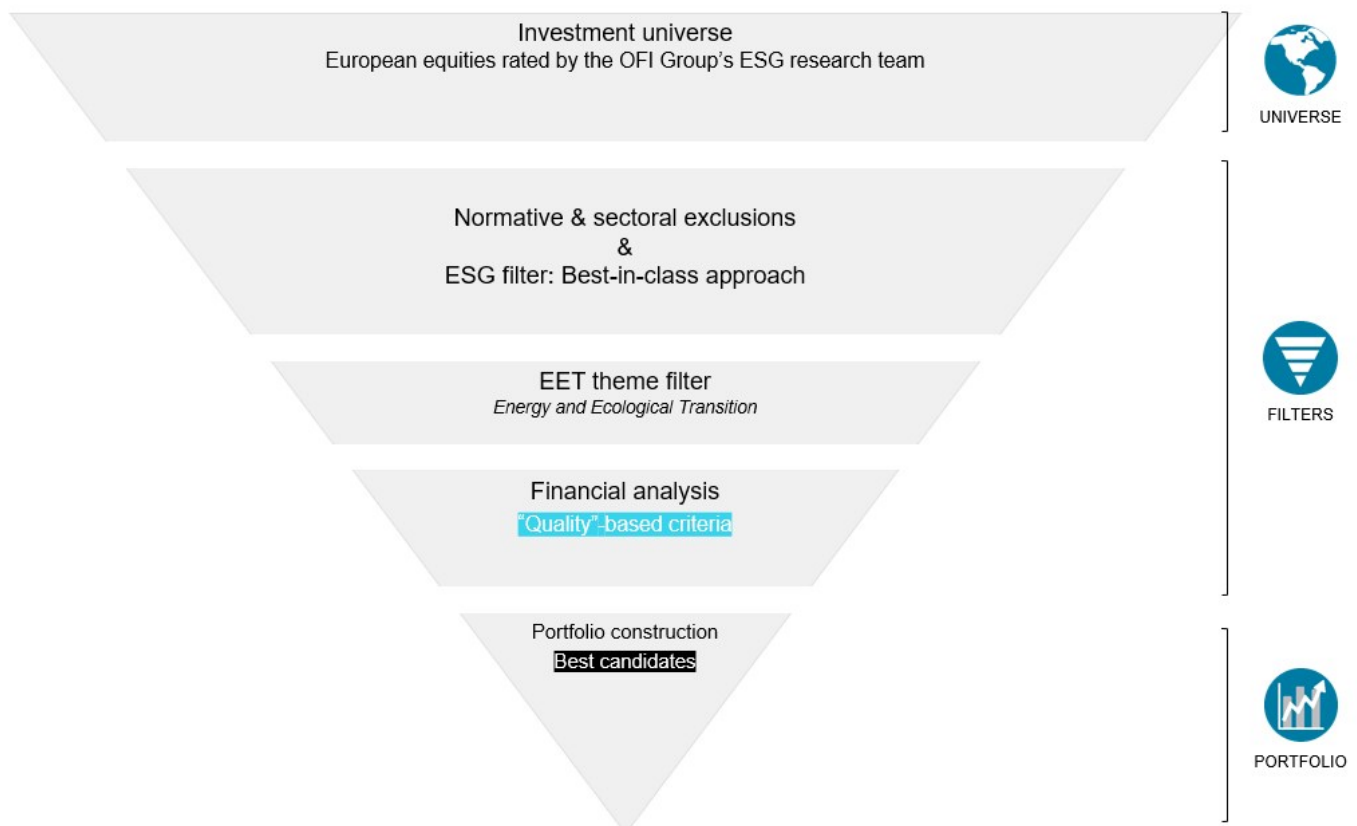 Investment universe
European equities rated by the OFI Group's ESG research team
UNIVERSE
Normative & sectoral exclusions
&
ESG filter: Best-in-class approach
EET theme filter
Energy and Ecological Transition
FILTERS
Financial analysis
“Quality”-based criteria
Portfolio construction
Best candidates
PORTFOLIO